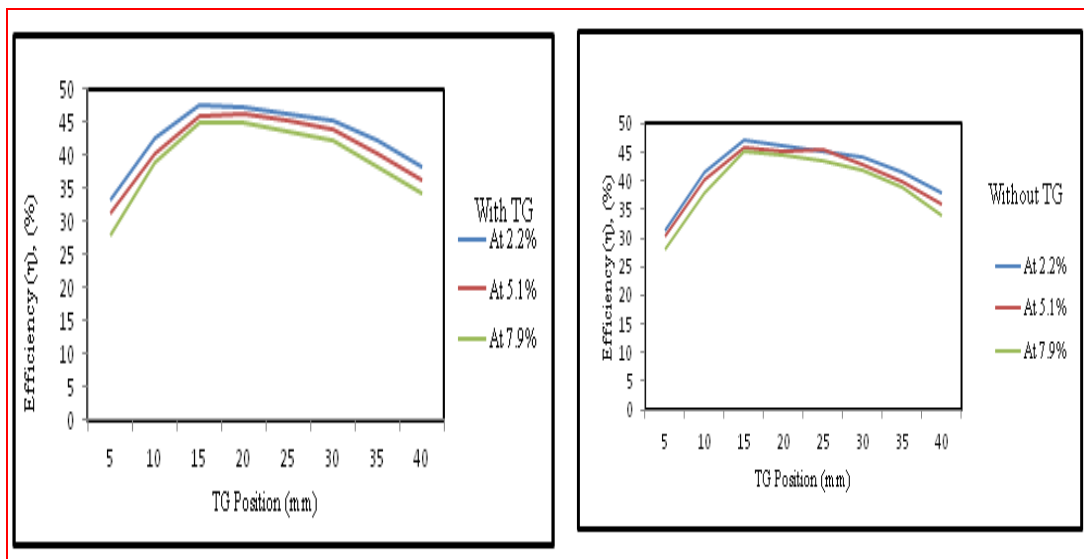 50
45
40
35
30
25
20
15
10
5
0
Efficiency (η), (%)
5 10 15 20 25 30 35 40
TG Position (mm)
With TG
At 2.2%
At 5.1%
At 7.9%
50
45
40
35
30
25
20
15
10
5
0
Efficiency (η), (%)
5 10 15 20 25 30 35 40
TG Position (mm)
Without TG
At 2.2%
At 5.1%
At 7.9%